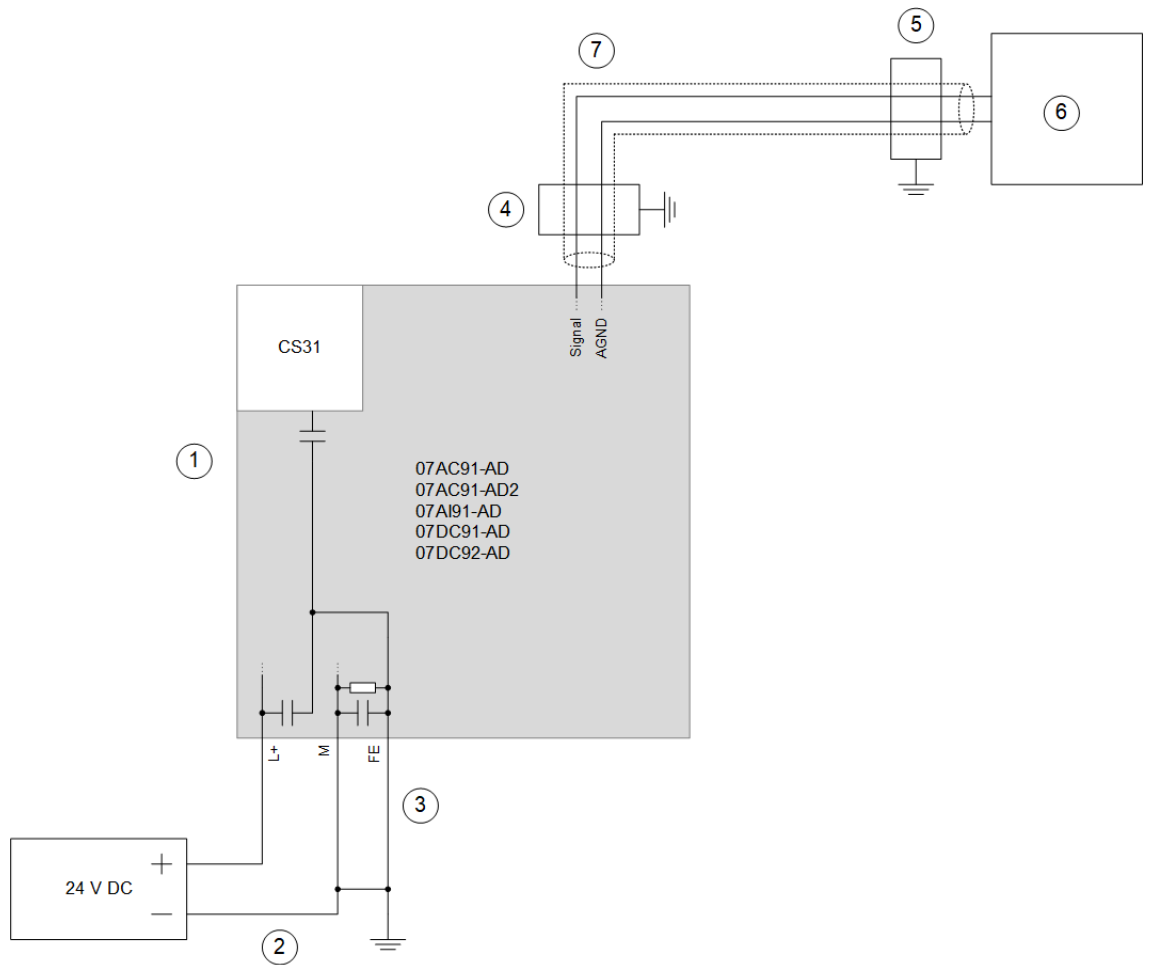 5
7
6
4
Signal
AGND
CS31
1
07AC91-AD
07AC91-AD2
07AI91-AD
07DC91-AD
07DC92-AD
L+
M
FE
3
+
24 V DC
−
2